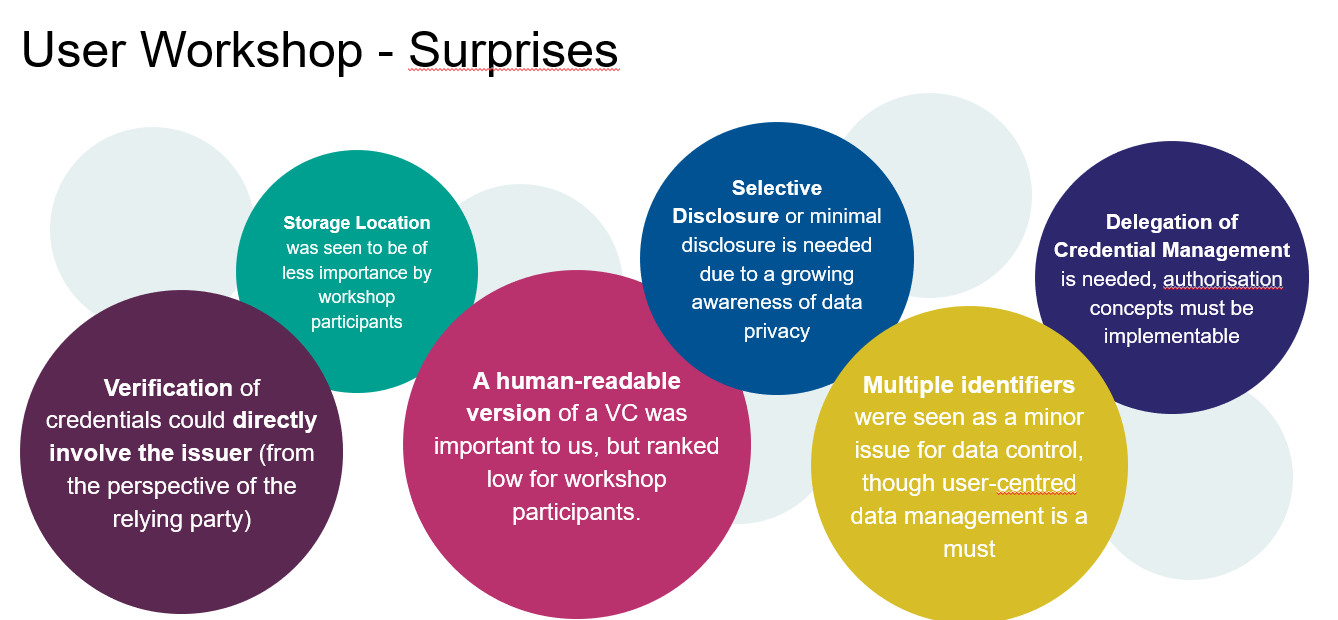 User Workshop - Surprises
Storage Location
was seen to be of
less importance by
workshop
participants
Selective
Disclosure or minimal
disclosure is needed
due to a growing
awareness of data
privacy
Delegation of
Credential Management
is needed, authorisation
concepts must be
implementable
Verification of
credentials could directly
involve the issuer (from
the perspective of the
relying party)
A human-readable
version of a VC was
important to us, but ranked
low for workshop
participants.
Multiple identifiers
were seen as a minor
issue for data control,
though user-centred
data management is a
must